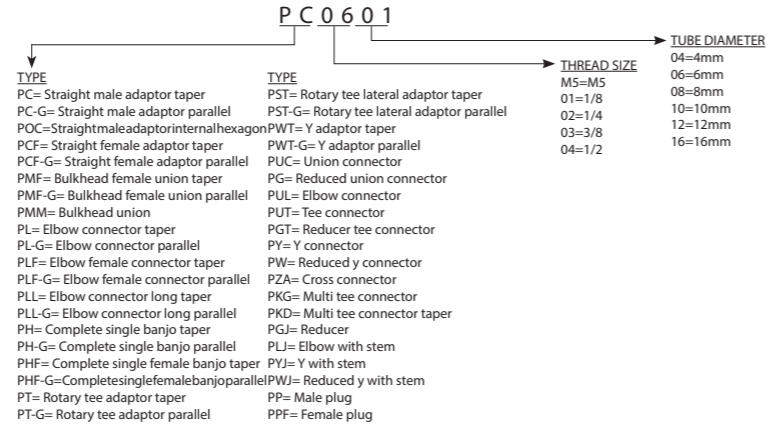 PC0601
TYPE
PC= Straight male adaptor taper
PC-G= Straight male adaptor parallel
POC=Straightmaleadaptorinternalhexagon
PCF= Straight female adaptor taper
PCF-G= Straight female adaptor parallel
PMF= Bulkhead female union taper
PMF-G= Bulkhead female union parallel
PMM= Bulkhead union
PL= Elbow connector taper
PL-G= Elbow connector parallel
PLF= Elbow female connector taper
PLF-G= Elbow female connector parallel
PLL= Elbow connector long taper
PLL-G= Elbow connector long parallel
PH= Complete single banjo taper
PH-G= Complete single banjo parallel
PHF= Complete single female banjo taper
PHF-G=Completesinglefemalebanjoparallel
PT= Rotary tee adaptor taper
PT-G= Rotary tee adaptor parallel
TYPE
PST= Rotary tee lateral adaptor taper
PST-G= Rotary tee lateral adaptor parallel
PWT= Y adaptor taper
PWT-G= Y adaptor parallel
PUC= Union connector
PG= Reduced union connector
PUL= Elbow connector
PUT= Tee connector
PGT= Reducer tee connector
PY= Y connector
PW= Reduced y connector
PZA= Cross connector
PKG= Multi tee connector
PKD= Multi tee connector taper
PGJ= Reducer
PLJ= Elbow with stem
PYJ= Y with stem
PWJ= Reduced y with stem
PP= Male plug
PPF= Female plug
THREAD SIZE
M5=M5
01=1/8
02=1/4
03=3/8
04=1/2
TUBE DIAMETER
04=4mm
06=6mm
08=8mm
10=10mm
12=12mm
16=16mm